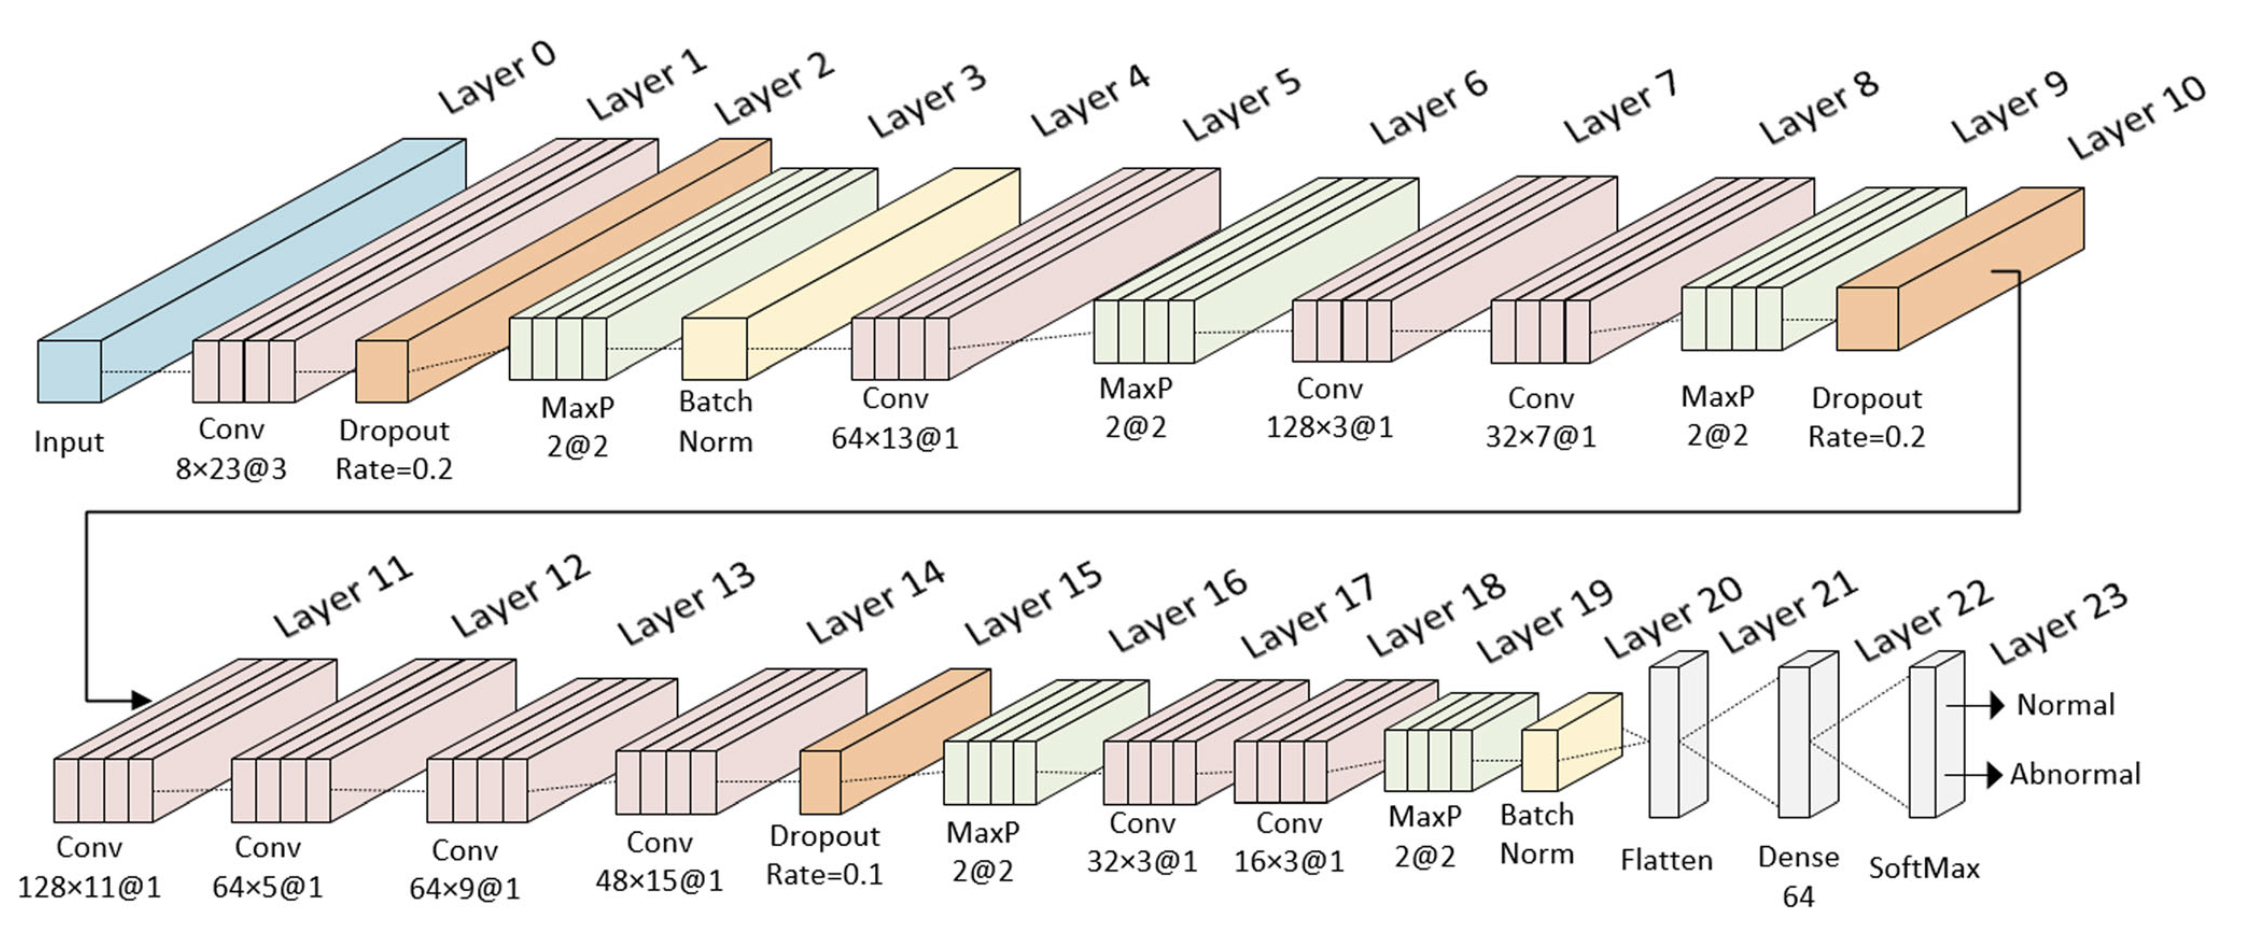 Layer 0
Layer 1
Layer 2
Layer 3
Layer 4
Layer 5
Layer 6
Layer 7
Layer 8
Layer 9
Layer 10
Input
Conv
8×23@3
Dropout
Rate=0.2
MaxP
2@2
Batch
Norm
Conv
64×13@1
MaxP
2@2
Conv
128×3@1
Conv
32×7@1
MaxP
2@2
Dropout
Rate=0.2
Layer 11
Layer 12
Layer 13
Layer 14
Layer 15
Layer 16
Layer 17
Layer 18
Layer 19
Layer 20
Layer 21
Layer 22
Layer 23
Normal
Abnormal
Conv
128×11@1
Conv
64×5@1
Conv
64×9@1
Conv
48×15@1
Dropout
Rate=0.1
MaxP
2@2
Conv
32×3@1
Conv
16×3@1
MaxP
2@2
Batch
Norm
Flatten
Dense
64
SoftMax